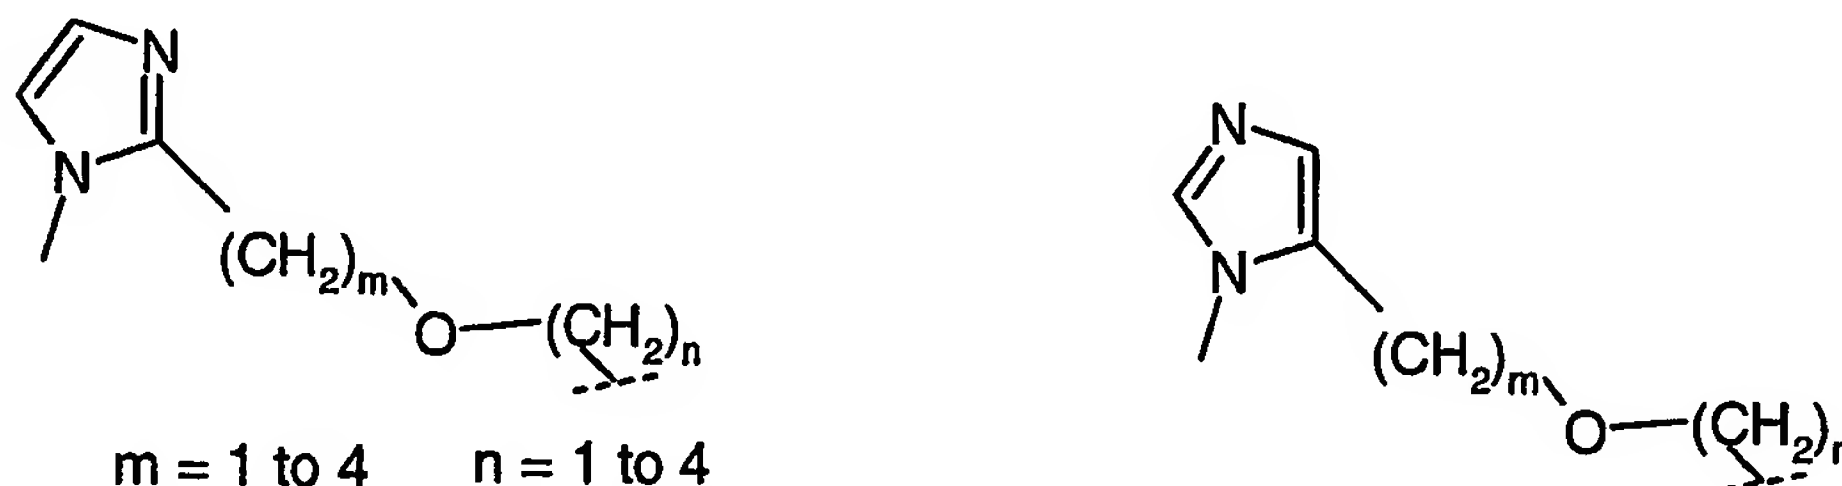 N
N
(CH₂)ₘ
O
(CH₂)ₙ
m = 1 to 4 n = 1 to 4
N
N
(CH₂)ₘ
O
(CH₂)